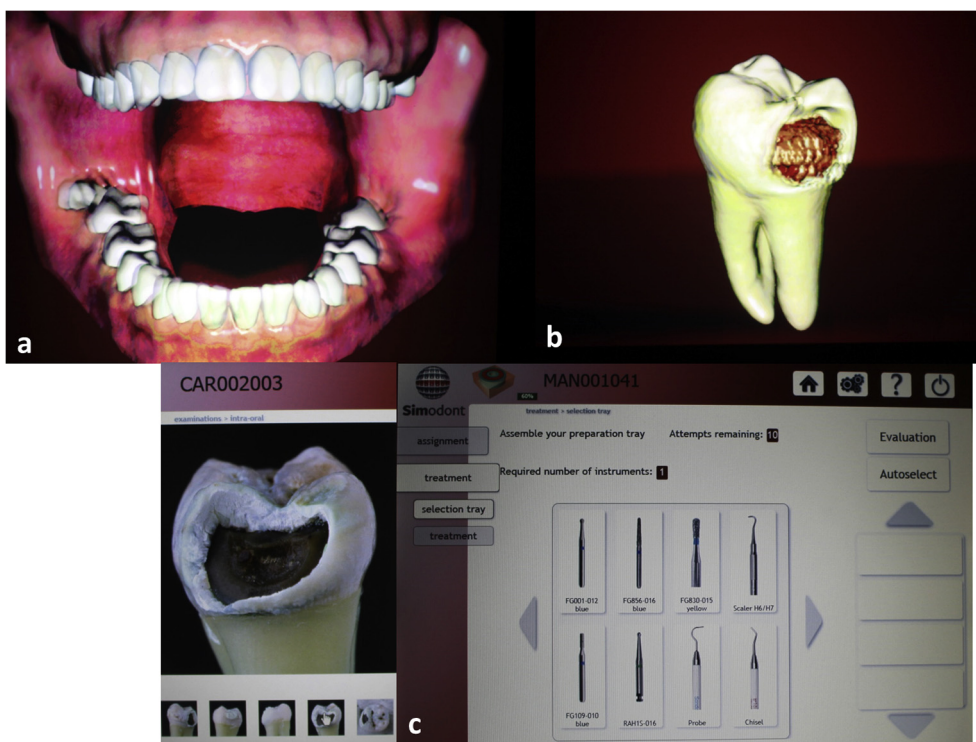 a
b
CAR002003
examinations > intra-oral
Simodont
60%
MAN001041
treatment > selection tray
assignment
treatment
selection tray
treatment
Assemble your preparation tray
Attempts remaining: 10
Required number of instruments: 1
Evaluation
Autoselect
?
FG001-012
blue
FG856-016
blue
FG830-015
yellow
Scaler H6/H7
FG109-010
blue
RAH1S-016
Probe
Chisel
c